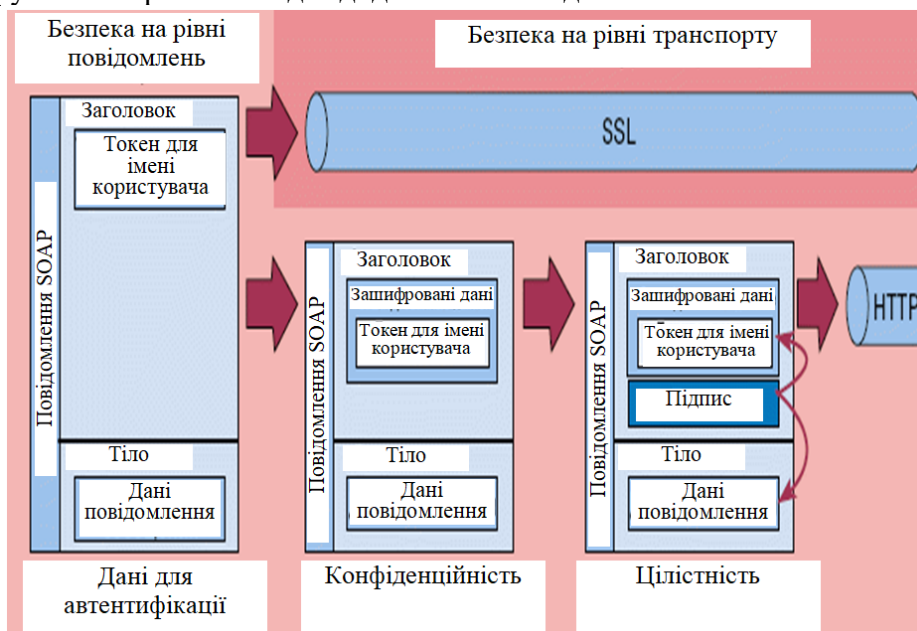 Безпека на рівні
повідомлень
Безпека на рівні транспорту
Повідомлення SOAP
Заголовок
Токен для
імені
користувача
Тіло
Дані
повідомлення
SSL
Повідомлення SOAP
Заголовок
Зашифровані дані
Токен для імені
користувача
Тіло
Дані
повідомлення
Повідомлення SOAP
Заголовок
Зашифровані дані
Токен для імені
користувача
Підпис
Тіло
Дані
повідомлення
HTTP
Дані для
автентифікації
Конфіденційність
Цілістність